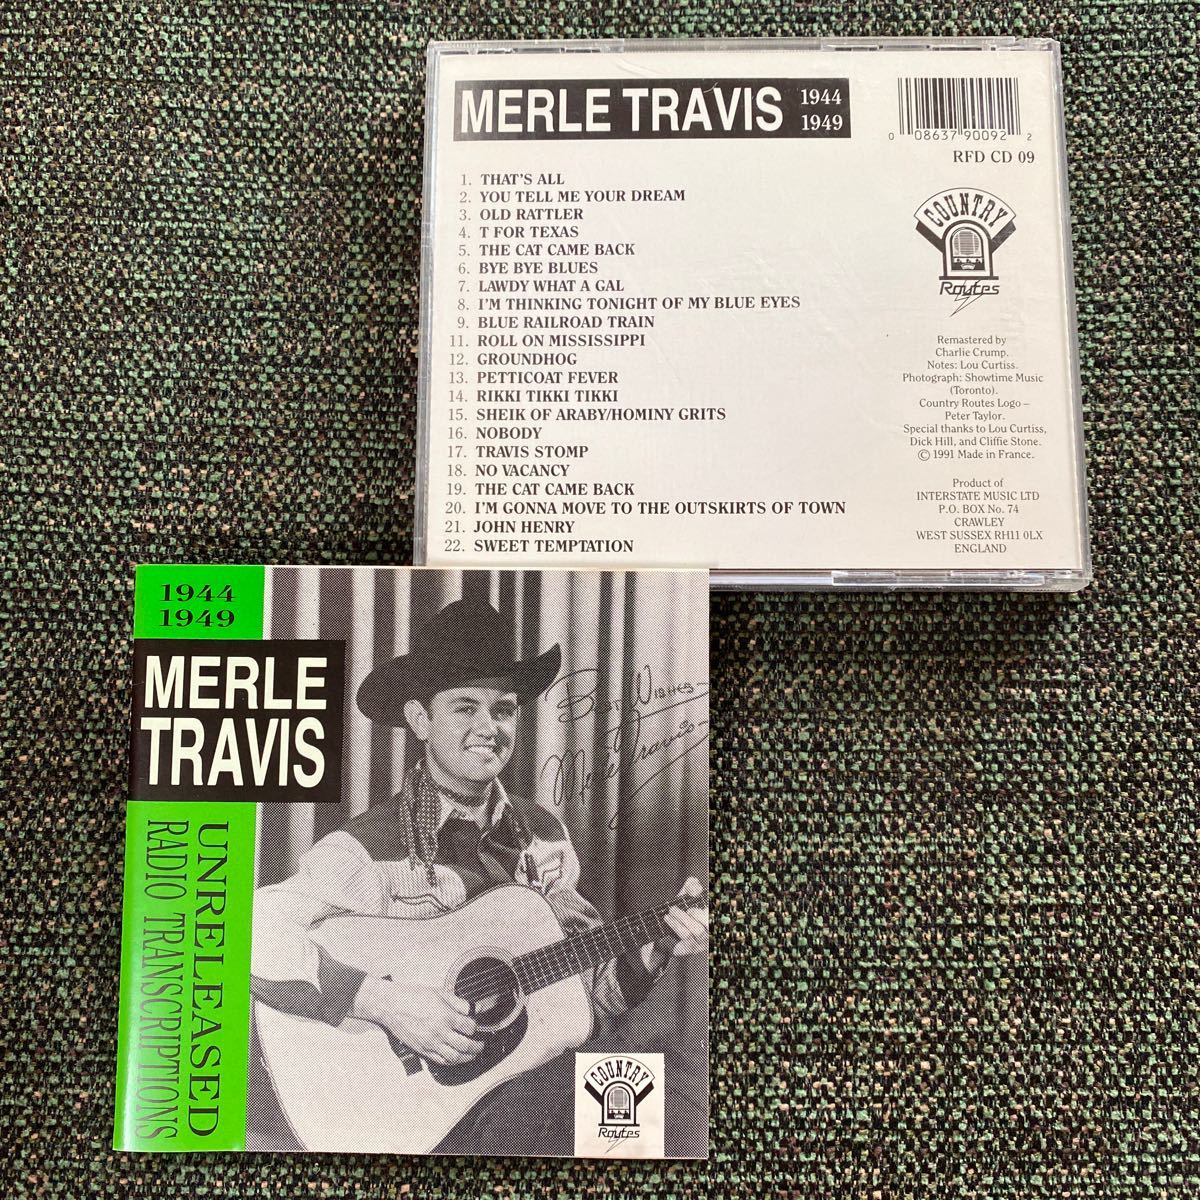 MERLE TRAVIS 1944
1949
0 08637 90092 2
RFD CD 09
1. THAT'S ALL
2. YOU TELL ME YOUR DREAM
3. OLD RATTLER
4. T FOR TEXAS
5. THE CAT CAME BACK
6. BYE BYE BLUES
7. LAWDY WHAT A GAL
8. I'M THINKING TONIGHT OF MY BLUE EYES
9. BLUE RAILROAD TRAIN
11. ROLL ON MISSISSIPPI
12. GROUNDHOG
13. PETTICOAT FEVER
14. RIKKI TIKKI TIKKI
15. SHEIK OF ARABY/HOMINY GRITS
16. NOBODY
17. TRAVIS STOMP
18. NO VACANCY
19. THE CAT CAME BACK
20. I'M GONNA MOVE TO THE OUTSKIRTS OF TOWN
21. JOHN HENRY
22. SWEET TEMPTATION
COUNTRY
Routes
Remastered by
Charlie Crump.
Notes: Lou Curtiss.
Photograph: Showtime Music
(Toronto).
Country Routes Logo –
Peter Taylor.
Special thanks to Lou Curtiss,
Dick Hill, and Cliffie Stone.
© 1991 Made in France.
Product of
INTERSTATE MUSIC LTD
P.O. BOX No. 74
CRAWLEY
WEST SUSSEX RH11 0LX
ENGLAND
1944
1949
MERLE
TRAVIS
UNRELEASED
RADIO TRANSCRIPTIONS
Best Wishes
Merle Travis
COUNTRY
Routes